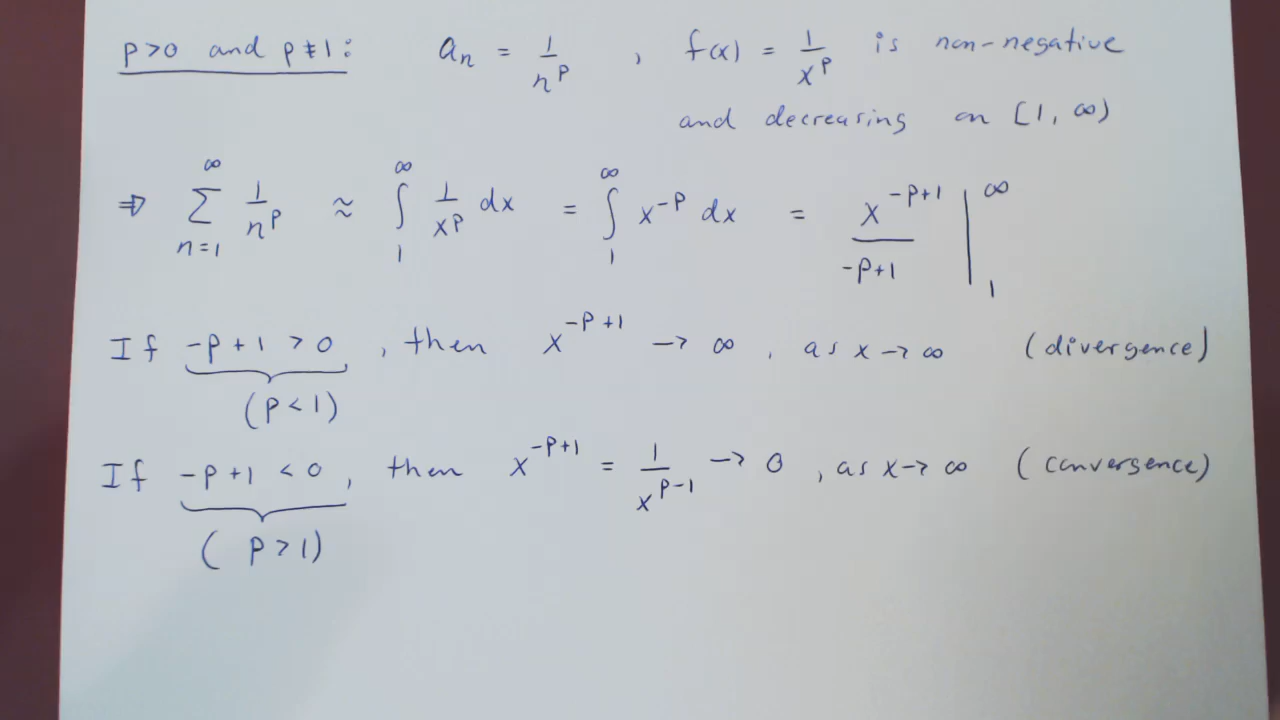 p>0 and p≠1: aₙ = 1/n^p , f(x) = 1/x^p is non-negative
and decreasing on [1, ∞)
⇒ ∑_{n=1}^{∞} 1/n^p ≈ ∫_1^∞ 1/x^p dx = ∫_1^∞ x^{-p} dx = x^{-p+1}/(-p+1) |_1^∞
If -p+1 > 0 , then x^{-p+1} → ∞ , as x → ∞ (divergence)
(p<1)
If -p+1 < 0, then x^{-p+1} = 1/x^{p-1} → 0 , as x → ∞ (convergence)
( p>1)